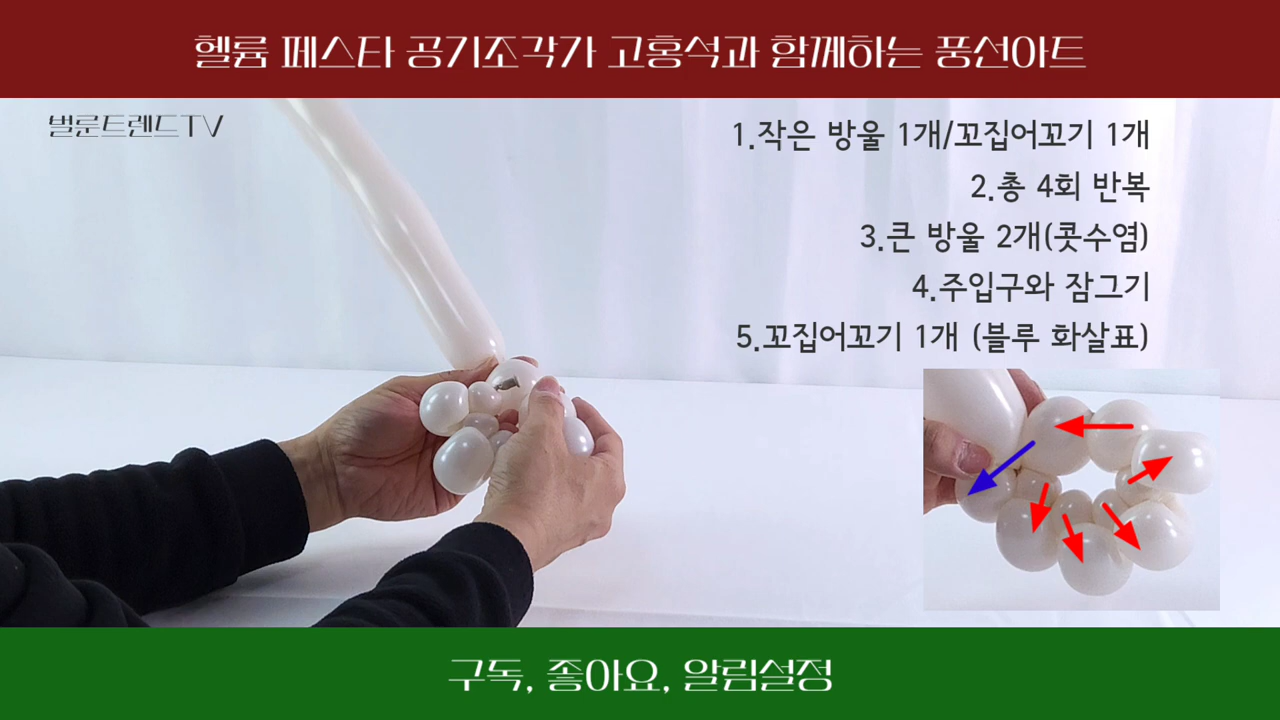 헬륨 페스타 공기조각가 고홍석과 함께하는 풍선아트
벌룬트렌드TV
1.작은 방울 1개/꼬집어꼬기 1개
2.총 4회 반복
3.큰 방울 2개(콧수염)
4.주입구와 잠그기
5.꼬집어꼬기 1개 (블루 화살표)
구독, 좋아요, 알림설정